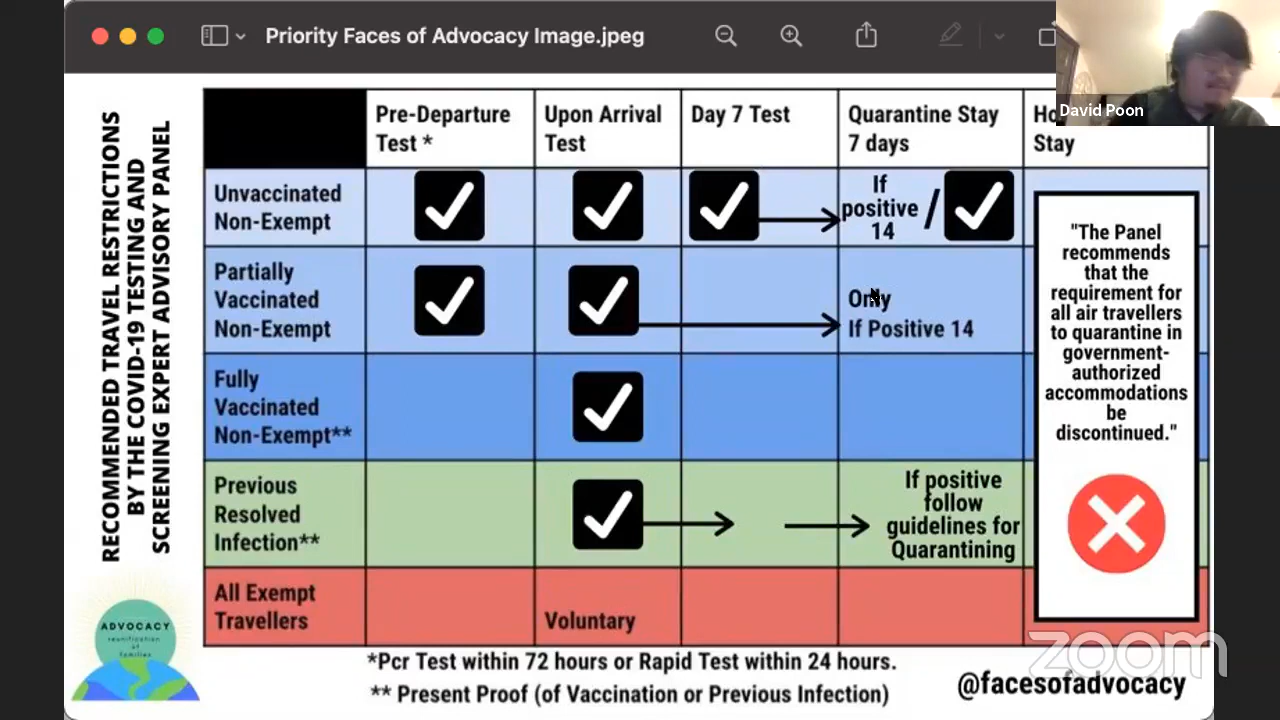 Priority Faces of Advocacy Image.jpeg
David Poon
RECOMMENDED TRAVEL RESTRICTIONS
BY THE COVID-19 TESTING AND
SCREENING EXPERT ADVISORY PANEL
Pre-Departure
Test *
Upon Arrival
Test
Day 7 Test
Quarantine Stay
7 days
Stay
Unvaccinated
Non-Exempt
If
positive
14
/
Partially
Vaccinated
Non-Exempt
Only
If Positive 14
Fully
Vaccinated
Non-Exempt**
Previous
Resolved
Infection**
If positive
follow
guidelines for
Quarantining
All Exempt
Travellers
Voluntary
"The Panel
recommends
that the
requirement for
all air travellers
to quarantine in
government-
authorized
accommodations
be
discontinued."
ADVOCACY
reunification
of
families
*Pcr Test within 72 hours or Rapid Test within 24 hours.
** Present Proof (of Vaccination or Previous Infection)
@facesofadvocacy
zoom